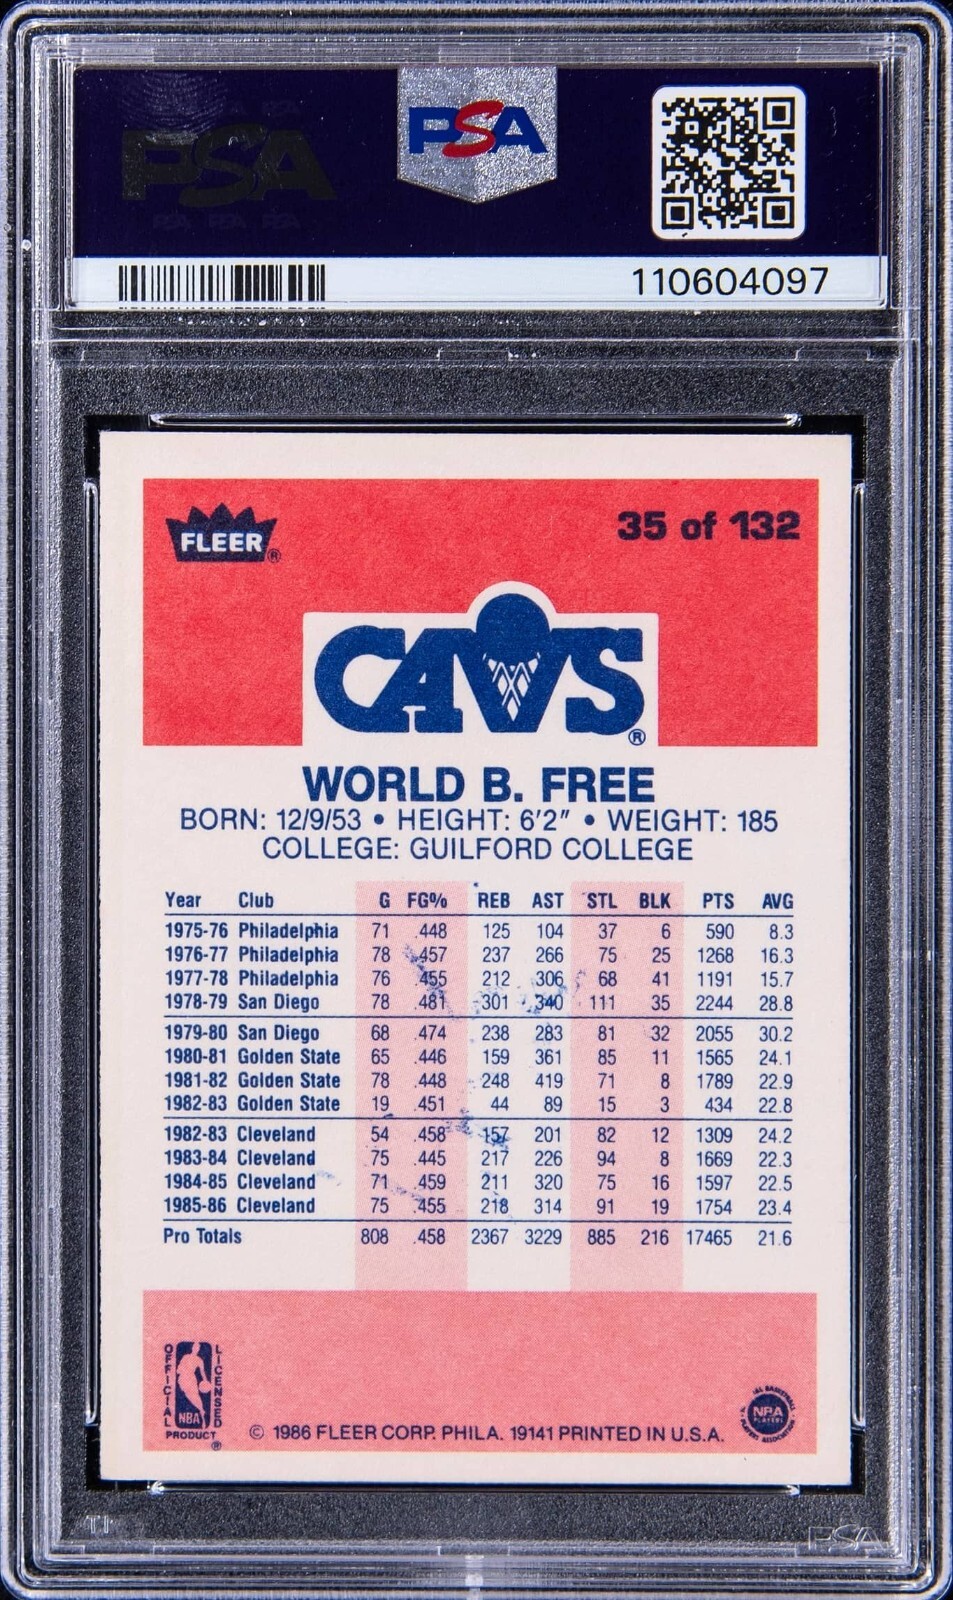 PSA
PSA
110604097
FLEER®
35 of 132
CAVS®
WORLD B. FREE
BORN: 12/9/53 • HEIGHT: 6'2" • WEIGHT: 185
COLLEGE: GUILFORD COLLEGE
Year Club G FG% REB AST STL BLK PTS AVG
1975-76 Philadelphia 71 .448 125 104 37 6 590 8.3
1976-77 Philadelphia 78 .457 237 266 75 25 1268 16.3
1977-78 Philadelphia 76 .455 212 306 68 41 1191 15.7
1978-79 San Diego 78 .481 301 340 111 35 2244 28.8
1979-80 San Diego 68 .474 238 283 81 32 2055 30.2
1980-81 Golden State 65 .446 159 361 85 11 1565 24.1
1981-82 Golden State 78 .448 248 419 71 8 1789 22.9
1982-83 Golden State 19 .451 44 89 15 3 434 22.8
1982-83 Cleveland 54 .458 157 201 82 12 1309 24.2
1983-84 Cleveland 75 .445 217 226 94 8 1669 22.3
1984-85 Cleveland 71 .459 211 320 75 16 1597 22.5
1985-86 Cleveland 75 .455 218 314 91 19 1754 23.4
Pro Totals 808 .458 2367 3229 885 216 17465 21.6
OFFICIAL
LICENSED
NBA
PRODUCT®
© 1986 FLEER CORP. PHILA. 19141 PRINTED IN U.S.A.
NBA
PLAYERS
PSA